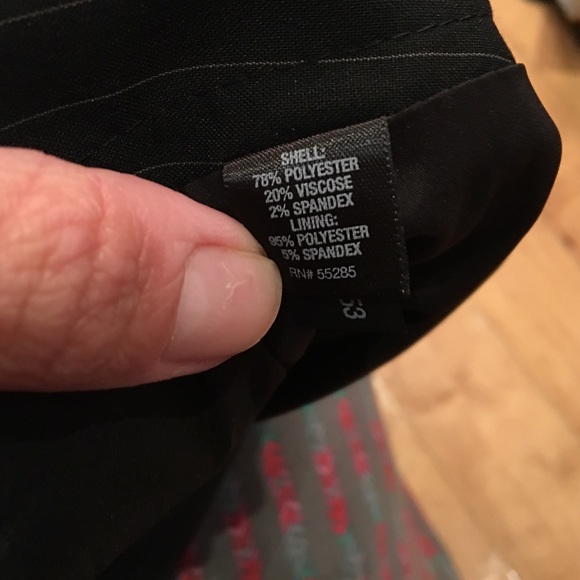 SHELL:
78% POLYESTER
20% VISCOSE
2% SPANDEX
LINING:
95% POLYESTER
5% SPANDEX
RN# 55285